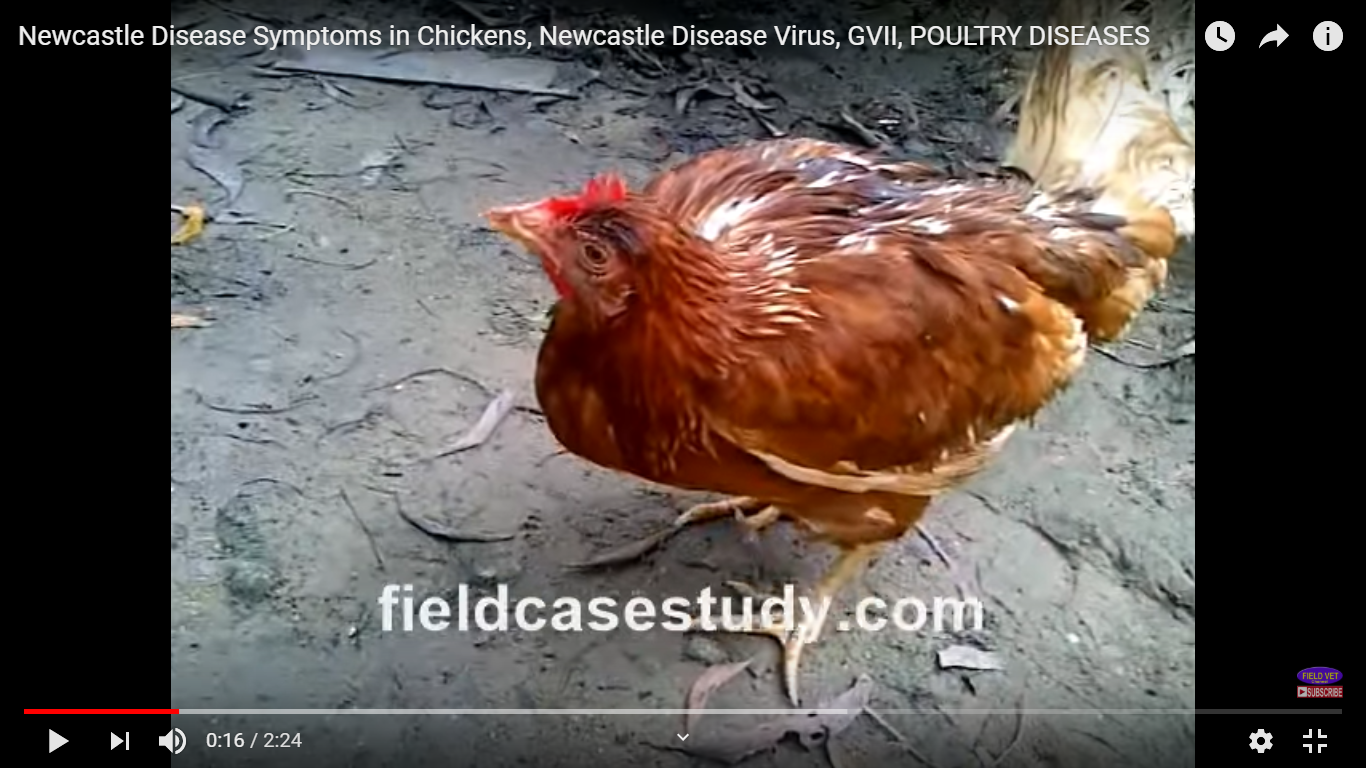 Newcastle Disease Symptoms in Chickens, Newcastle Disease Virus, GVII, POULTRY DISEASES
fieldcasestudy.com
FIELD VET
SUBSCRIBE
0:16 / 2:24